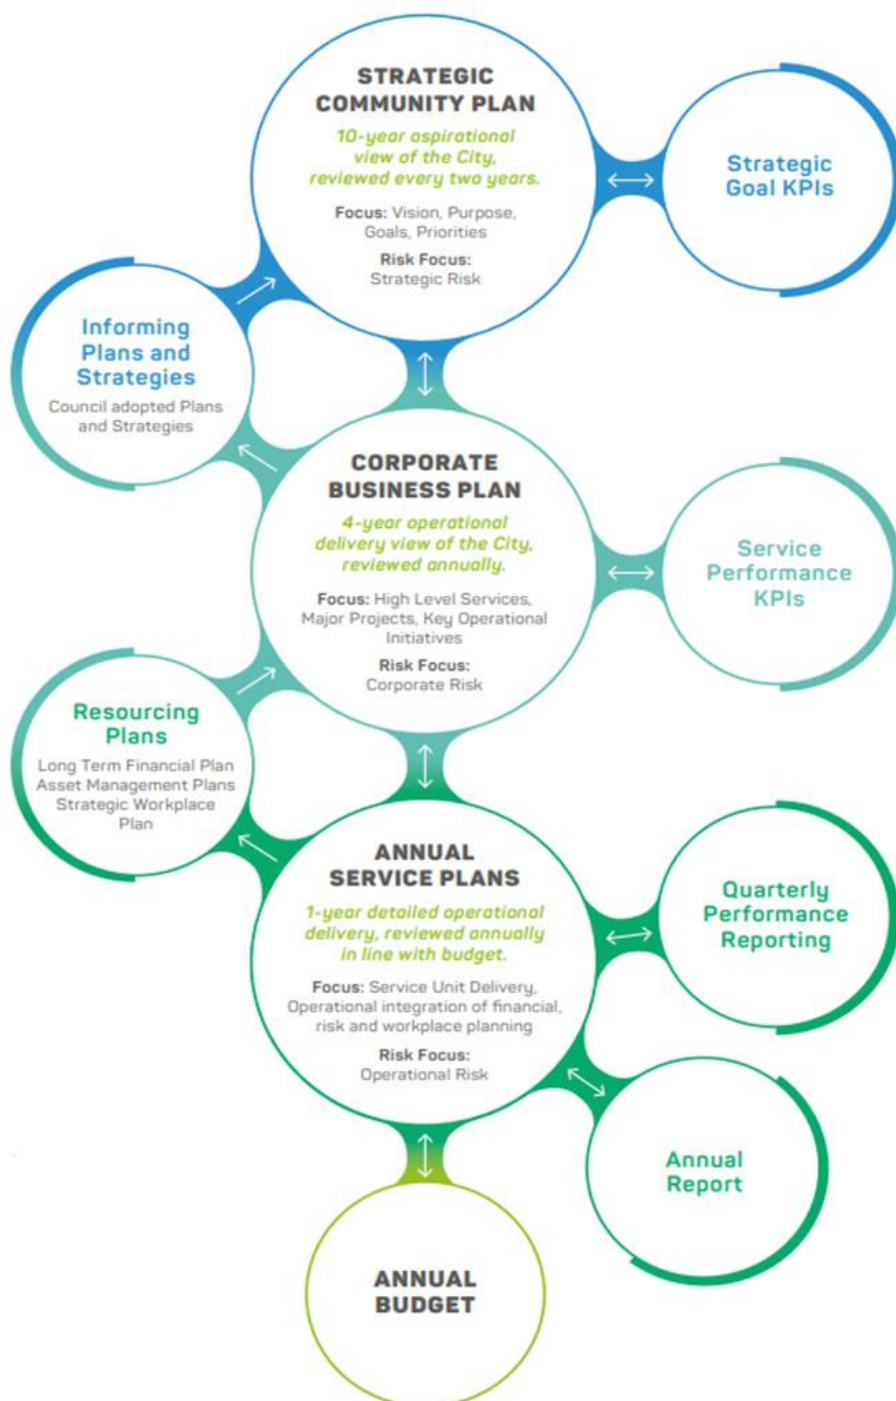 STRATEGIC
COMMUNITY PLAN
10-year aspirational
view of the City,
reviewed every two years.
Focus: Vision, Purpose,
Goals, Priorities
Risk Focus:
Strategic Risk
Strategic
Goal KPIs
Informing
Plans and
Strategies
Council adopted Plans
and Strategies
CORPORATE
BUSINESS PLAN
4-year operational
delivery view of the City,
reviewed annually.
Focus: High Level Services,
Major Projects, Key Operational
Initiatives
Risk Focus:
Corporate Risk
Service
Performance
KPIs
Resourcing
Plans
Long Term Financial Plan
Asset Management Plans
Strategic Workplace
Plan
ANNUAL
SERVICE PLANS
1-year detailed operational
delivery, reviewed annually
in line with budget.
Focus: Service Unit Delivery,
Operational integration of financial,
risk and workplace planning
Risk Focus:
Operational Risk
Quarterly
Performance
Reporting
Annual
Report
ANNUAL
BUDGET